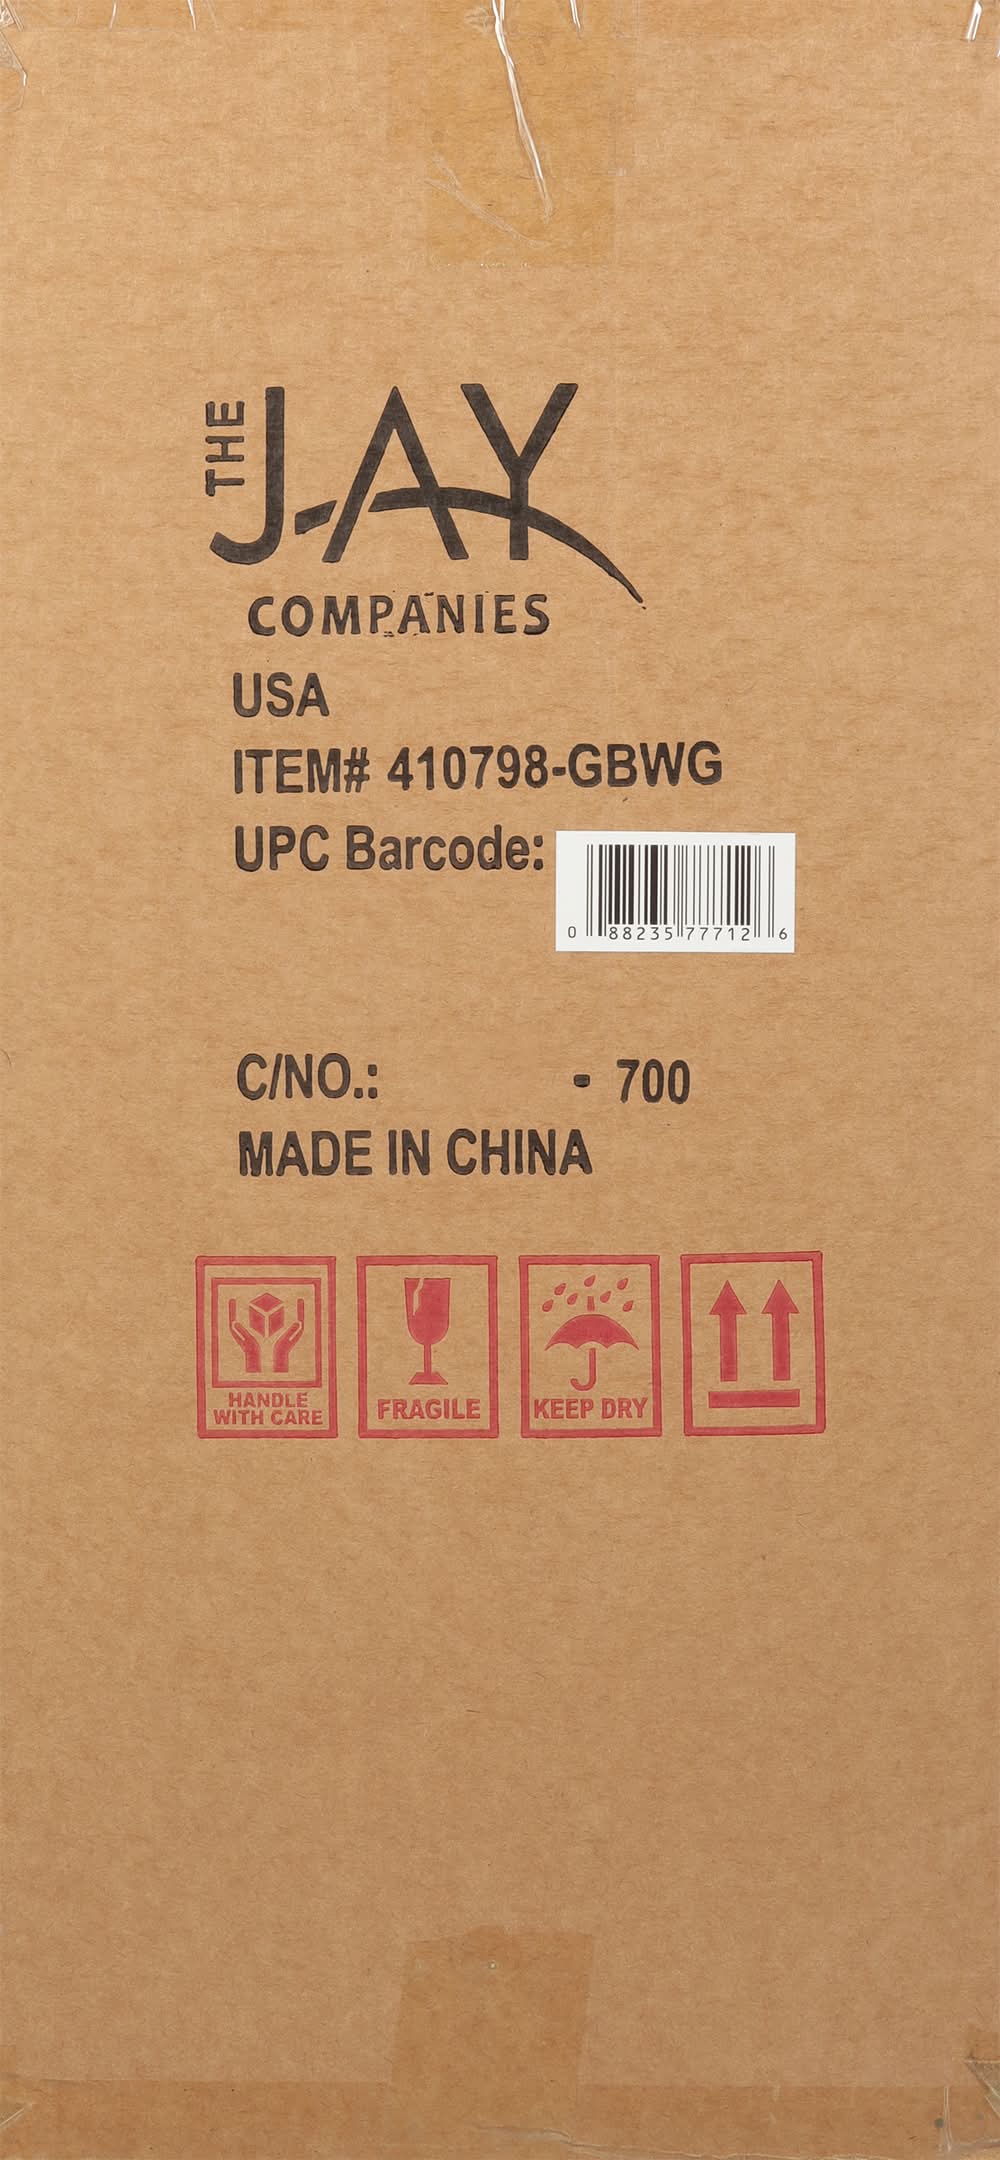 THE
JAY
COMPANIES
USA
ITEM# 410798-GBWG
UPC Barcode:
0 88235 77712 6
C/NO.: - 700
MADE IN CHINA
HANDLE
WITH CARE
FRAGILE
KEEP DRY